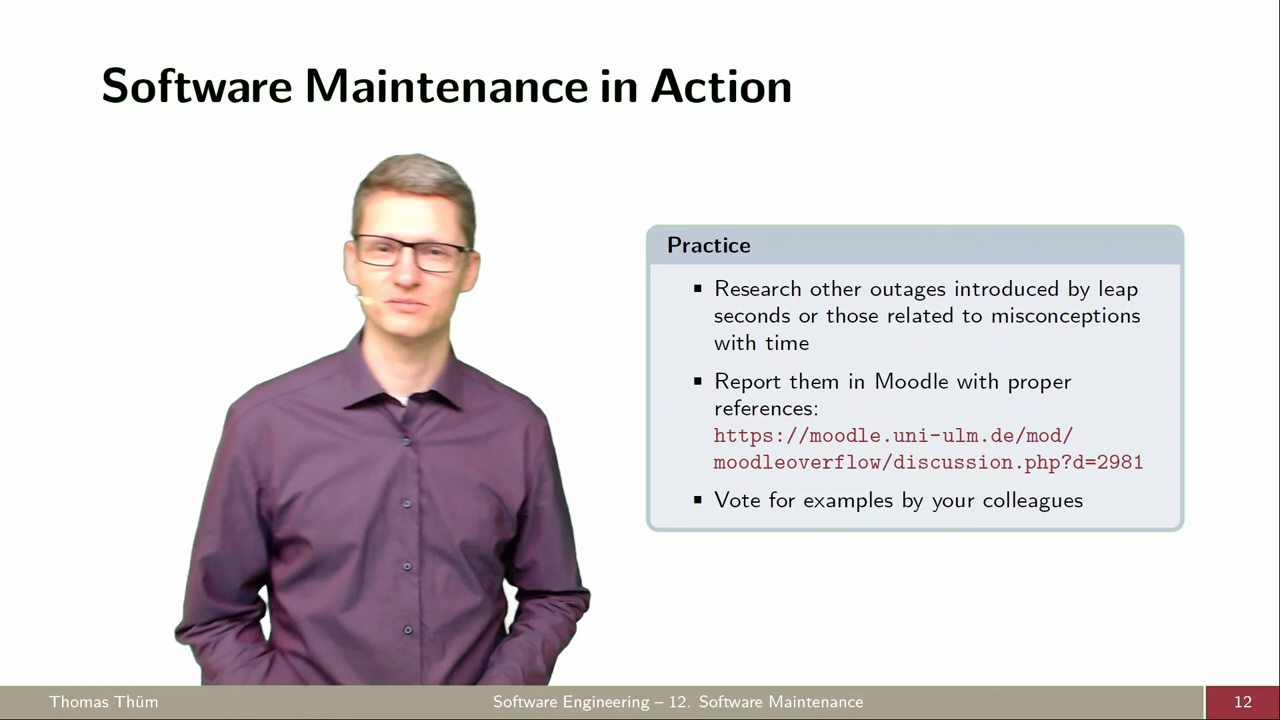 Software Maintenance in Action
Practice
Research other outages introduced by leap
seconds or those related to misconceptions
with time
Report them in Moodle with proper
references:
https://moodle.uni-ulm.de/mod/
moodleoverflow/discussion.php?d=2981
Vote for examples by your colleagues
Thomas Thüm
Software Engineering – 12. Software Maintenance
12